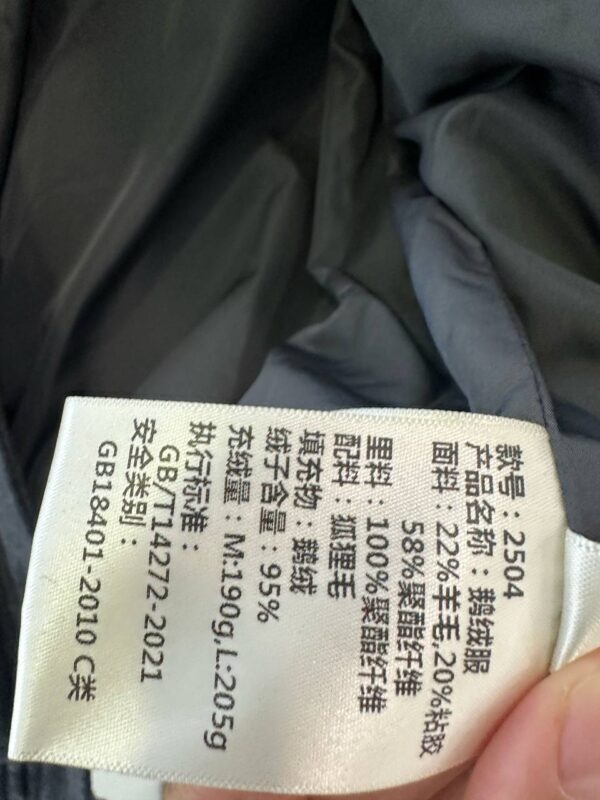 款号：2504
产品名称：鹅绒服
面料：22%羊毛,20%粘胶
58%聚酯纤维
里料：100%聚酯纤维
配料：狐狸毛
填充物：鹅绒
绒子含量：95%
充绒量：M:190g,L:205g
执行标准：
GB/T14272-2021
安全类别：
GB18401-2010 C类